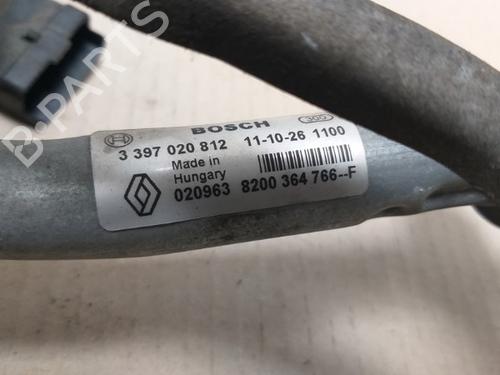 B-PARTS
BOSCH
3 397 020 812 11-10-26 1100
Made in
Hungary
020963 8200 364 766--F